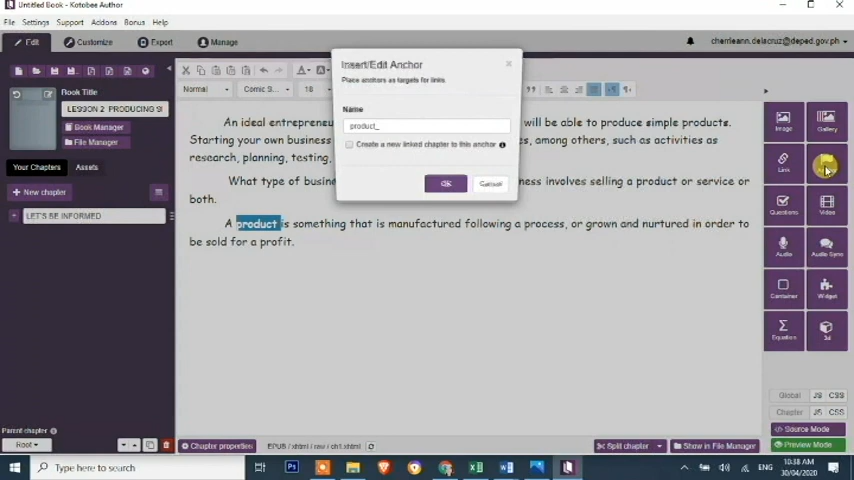 Untitled Book - Kotobee Author
File Settings Support Addons Bonus Help
Edit Customize Export Manage cherrieann.delacruz@deped.gov.ph
Insert/Edit Anchor
Place anchors as targets for links
Name
product_
Create a new linked chapter to this anchor
OK Cancel
Normal Comic S... 18
Book Title
LESSON 2 PRODUCING SI
Book Manager
File Manager
Your Chapters Assets
New chapter
LET'S BE INFORMED
An ideal entrepreneu will be able to produce simple products.
Starting your own business es, among others, such as activities as
research, planning, testing,
What type of busine ness involves selling a product or service or
both.
A product is something that is manufactured following a process, or grown and nurtured in order to
be sold for a profit.
Image Gallery
Link
Questions Video
Audio Audio Sync
Container Widget
Equation 3d
Global JS CSS
Chapter JS CSS
Source Mode
Preview Mode
Parent chapter
Root
Chapter properties EPUB / xhtml / raw / ch1.xhtml Split chapter Show in File Manager
Type here to search
ENG 10:38 AM
30/04/2020